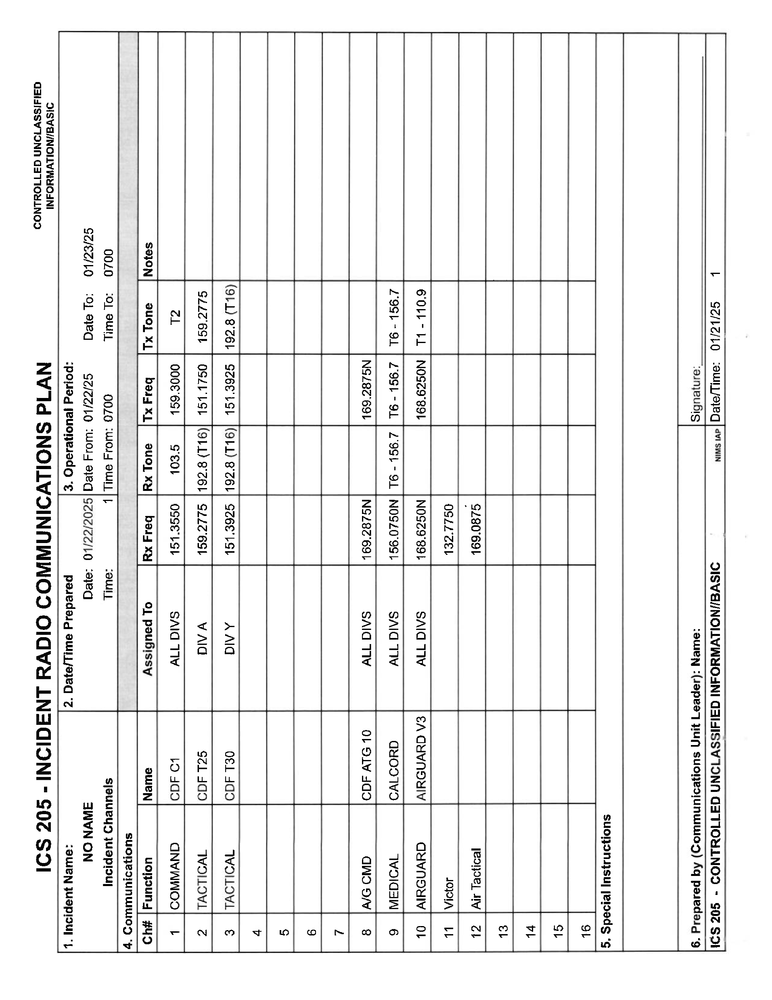 CONTROLLED UNCLASSIFIED
INFORMATION//BASIC
ICS 205 - INCIDENT RADIO COMMUNICATIONS PLAN
1. Incident Name: 2. Date/Time Prepared 3. Operational Period:
NO NAME Date: 01/22/2025 Date From: 01/22/25 Date To: 01/23/25
Incident Channels Time: 1 Time From: 0700 Time To: 0700
4. Communications
Ch# Function Name Assigned To Rx Freq Rx Tone Tx Freq Tx Tone Notes
1 COMMAND CDF C1 ALL DIVS 151.3550 103.5 159.3000 T2
2 TACTICAL CDF T25 DIV A 159.2775 192.8 (T16) 151.1750 159.2775
3 TACTICAL CDF T30 DIV Y 151.3925 192.8 (T16) 151.3925 192.8 (T16)
4
5
6
7
8 A/G CMD CDF ATG 10 ALL DIVS 169.2875N 169.2875N
9 MEDICAL CALCORD ALL DIVS 156.0750N T6 - 156.7 T6 - 156.7 T6 - 156.7
10 AIRGUARD AIRGUARD V3 ALL DIVS 168.6250N 168.6250N T1 - 110.9
11 Victor 132.7750
12 Air Tactical 169.0875
13
14
15
16
5. Special Instructions
6. Prepared by (Communications Unit Leader): Name: Signature:
ICS 205 - CONTROLLED UNCLASSIFIED INFORMATION//BASIC NIMS IAP Date/Time: 01/21/25 1